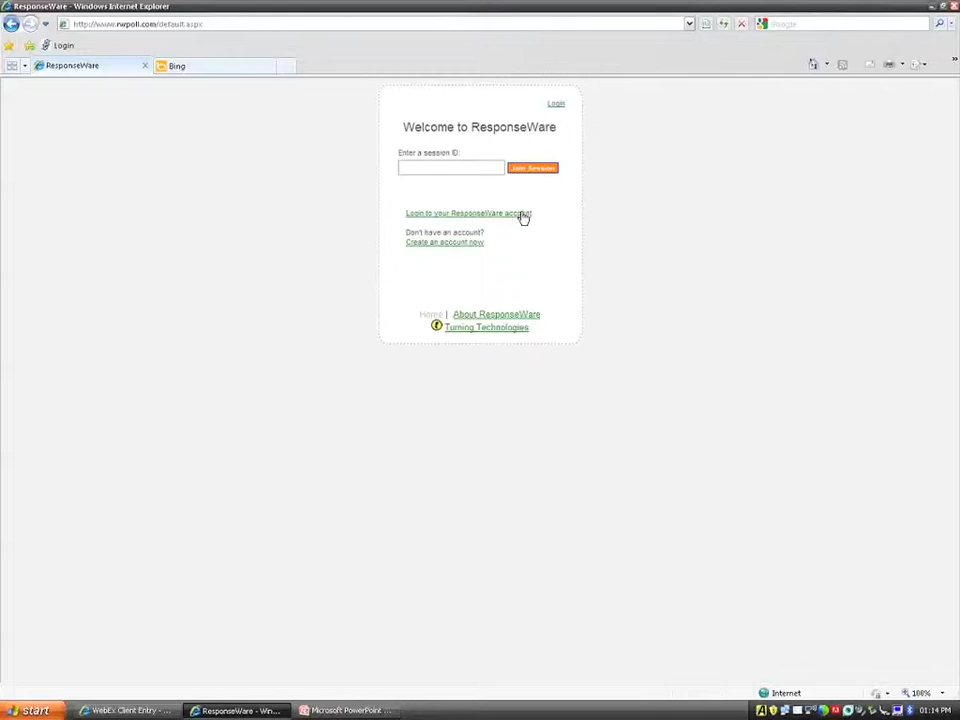 ResponseWare - Windows Internet Explorer
http://www.rwpoll.com/default.aspx
Google
Login
ResponseWare
Bing
Login
Welcome to ResponseWare
Enter a session ID:
Join Session
Login to your ResponseWare account
Don't have an account?
Create an account now
Home | About ResponseWare
Turning Technologies
Internet
100%
start
WebEx Client Entry - ...
ResponseWare - Win...
Microsoft PowerPoint ...
01:14 PM